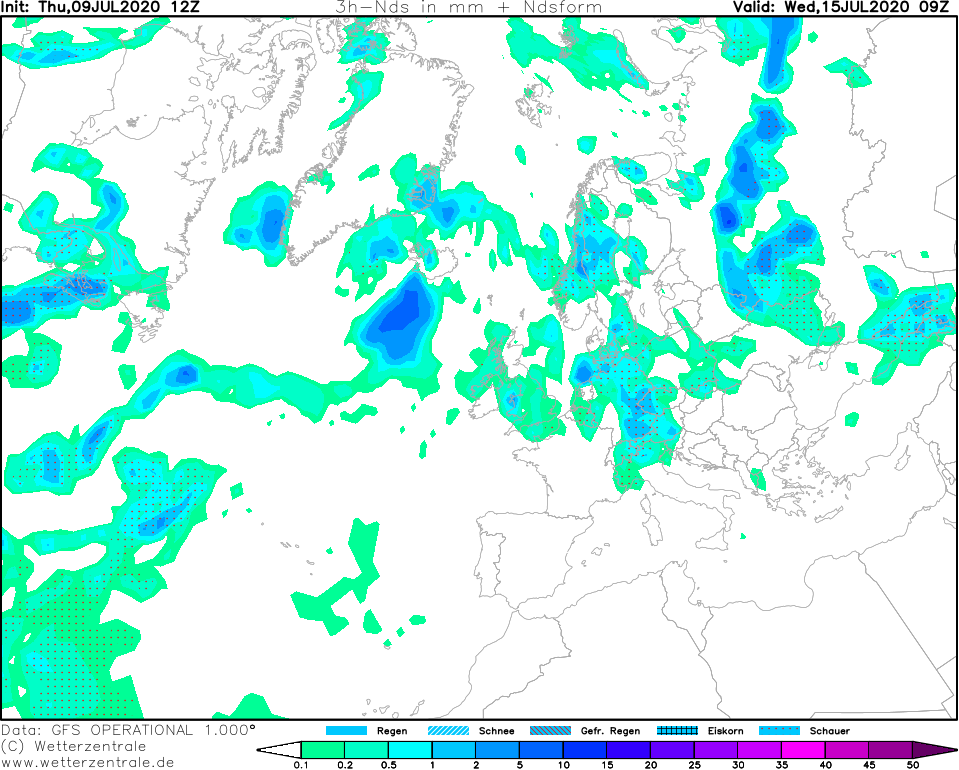 Init: Thu,09JUL2020 12Z 3h-Nds in mm + Ndsform Valid: Wed,15JUL2020 09Z
Data: GFS OPERATIONAL 1.000°
(C) Wetterzentrale
www.wetterzentrale.de
Regen Schnee Gefr. Regen Eiskorn Schauer
0.1 0.2 0.5 1 2 5 10 15 20 25 30 35 40 45 50